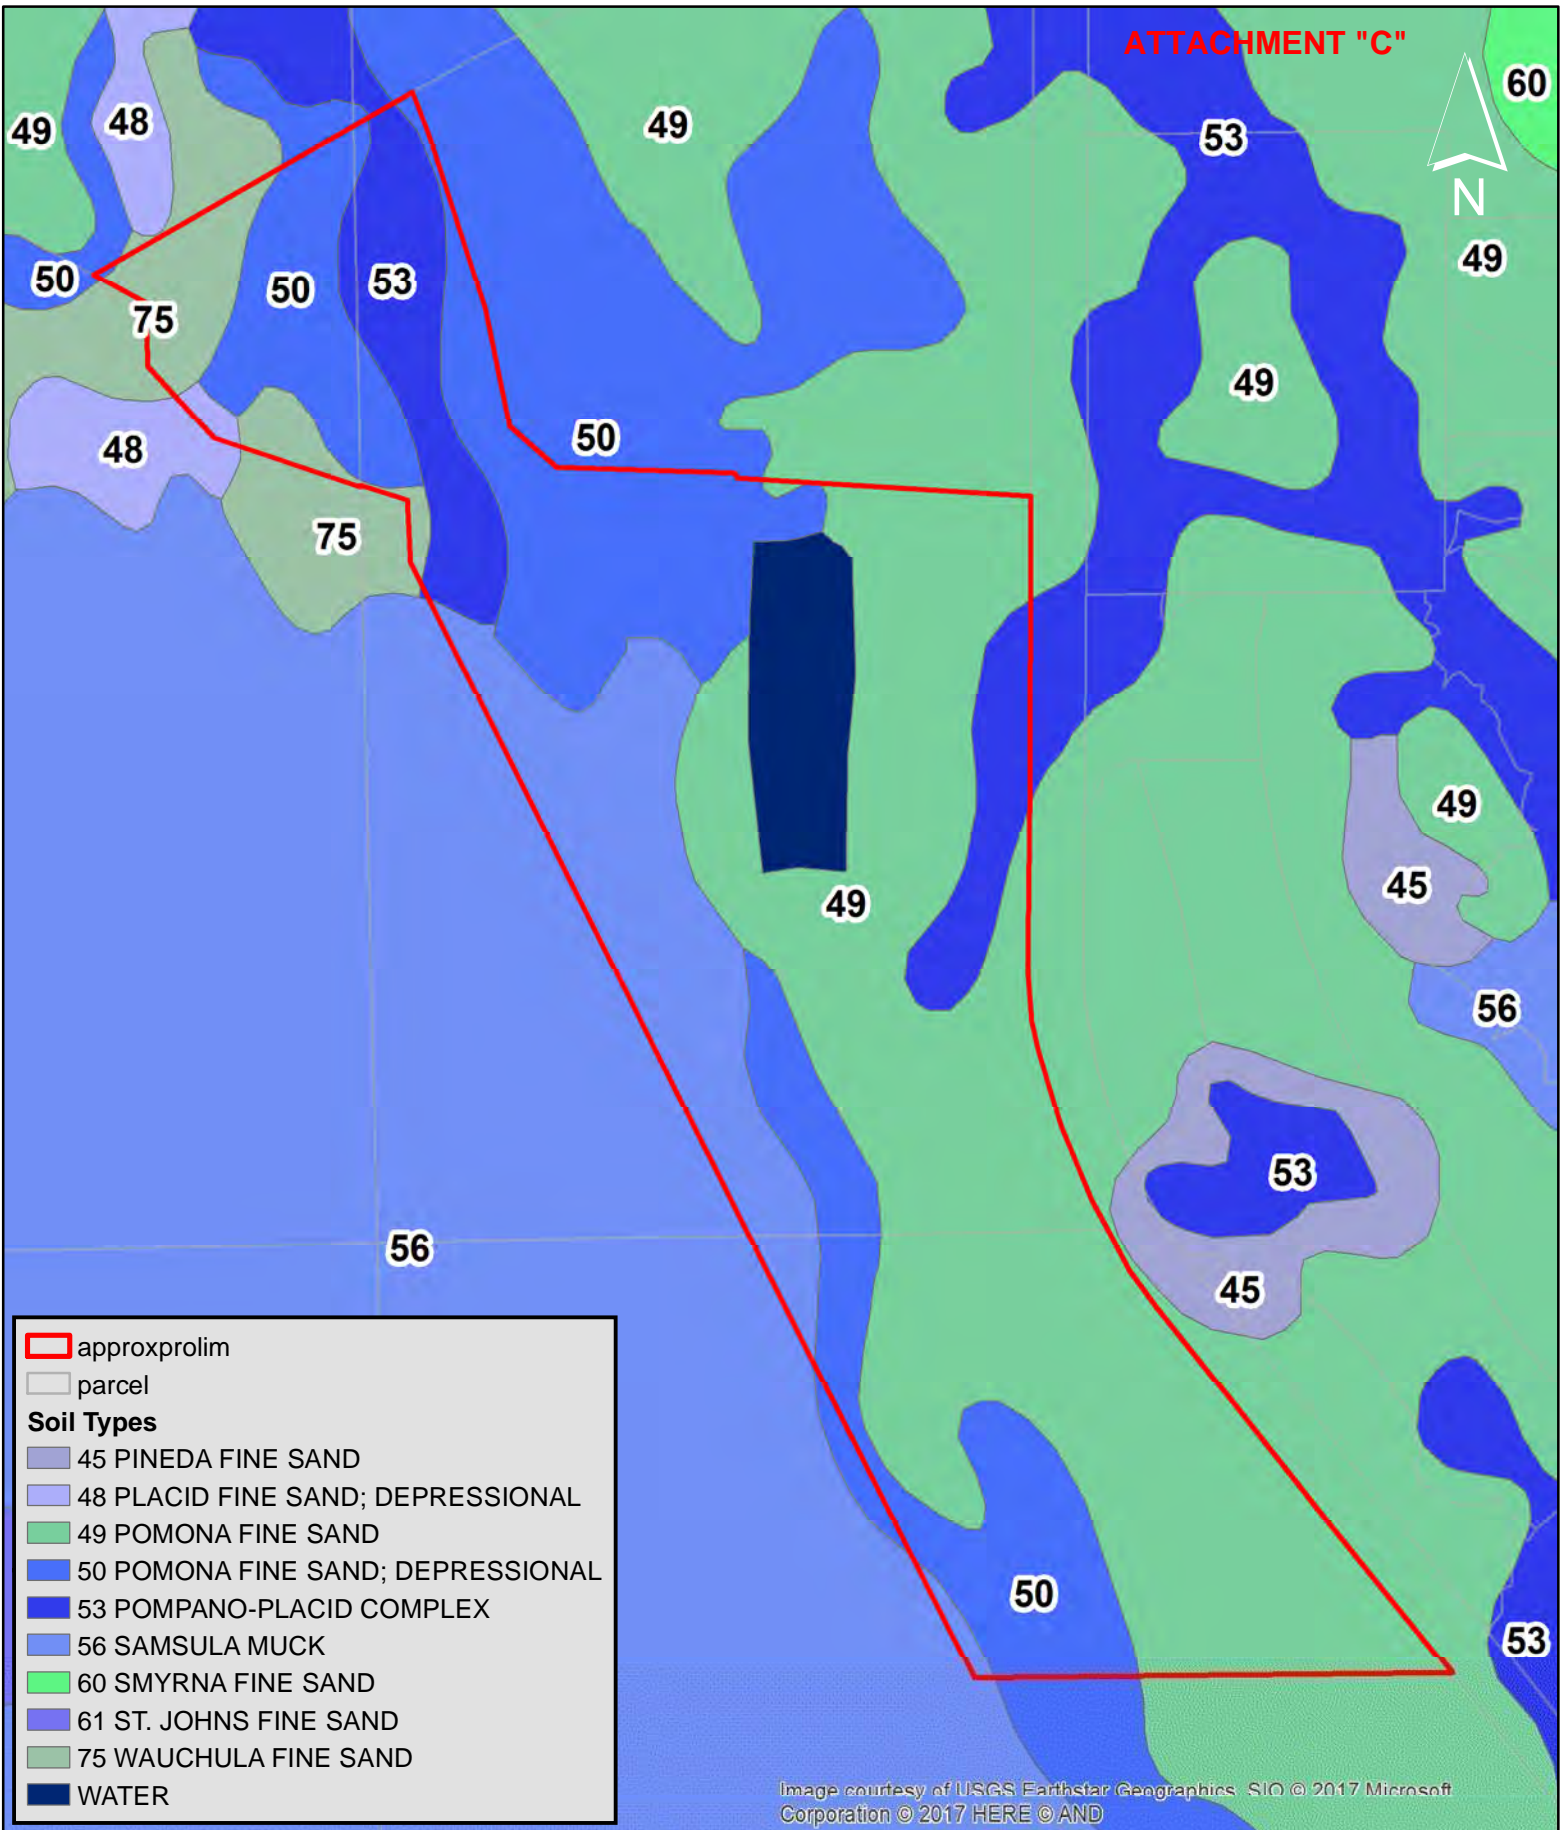 ATTACHMENT "C"
60
49
48
49
53
N
49
50
50
53
75
49
50
48
75
49
45
49
56
53
56
45
50
53
approxprolim
parcel
Soil Types
45 PINEDA FINE SAND
48 PLACID FINE SAND; DEPRESSIONAL
49 POMONA FINE SAND
50 POMONA FINE SAND; DEPRESSIONAL
53 POMPANO-PLACID COMPLEX
56 SAMSULA MUCK
60 SMYRNA FINE SAND
61 ST. JOHNS FINE SAND
75 WAUCHULA FINE SAND
WATER
Image courtesy of USGS Earthstar Geographics SIO © 2017 Microsoft
Corporation © 2017 HERE © AND